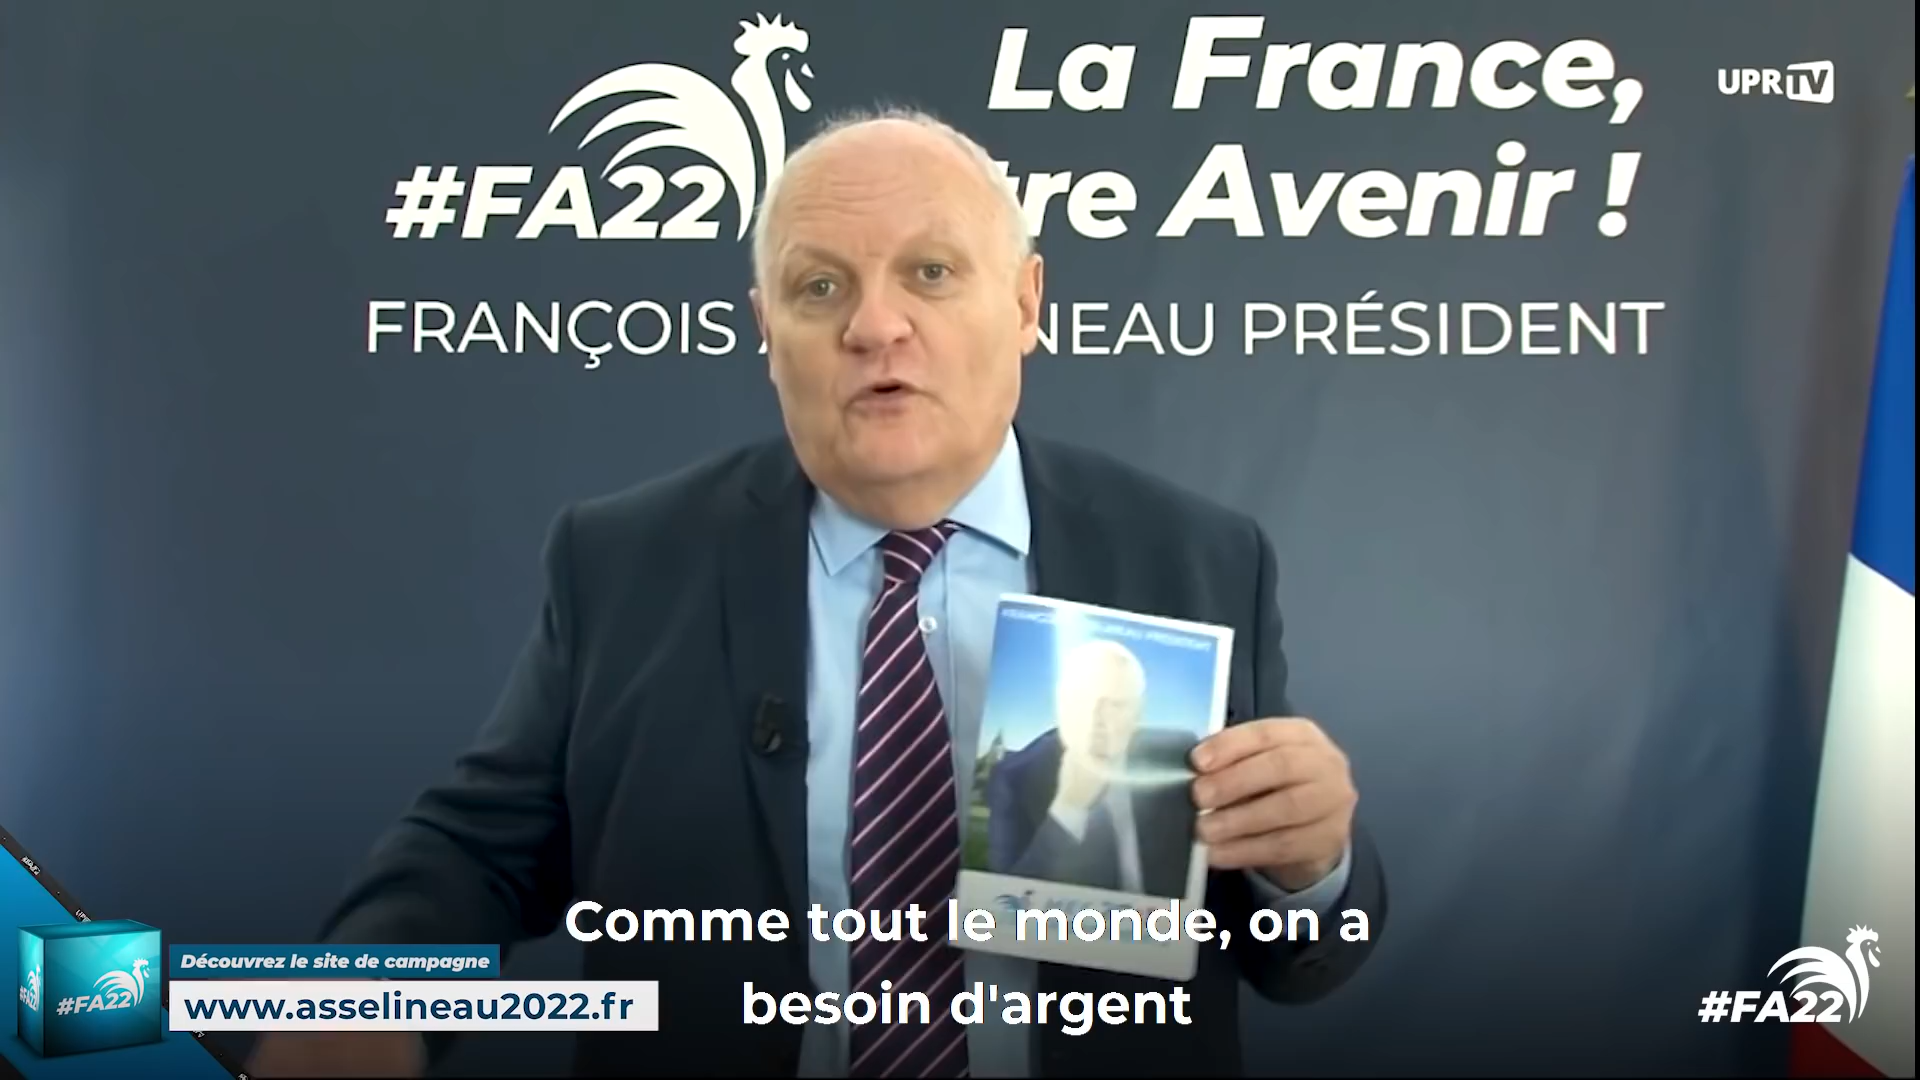 La France,
UPR TV
#FA22
tre Avenir !
FRANÇOIS A NEAU PRÉSIDENT
Comme tout le monde, on a
besoin d'argent
Découvrez le site de campagne
www.asselineau2022.fr
#FA22
#FA22